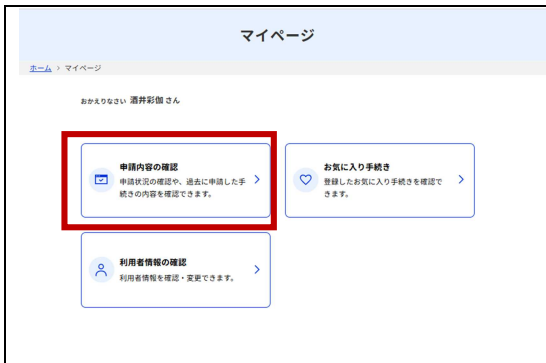 マイページ
ホーム > マイページ
おかえりなさい 酒井彩伽 さん
申請内容の確認
申請状況の確認や、過去に申請した手
続きの内容を確認できます。
お気に入り手続き
登録したお気に入り手続きを確認で
きます。
利用者情報の確認
利用者情報を確認・変更できます。